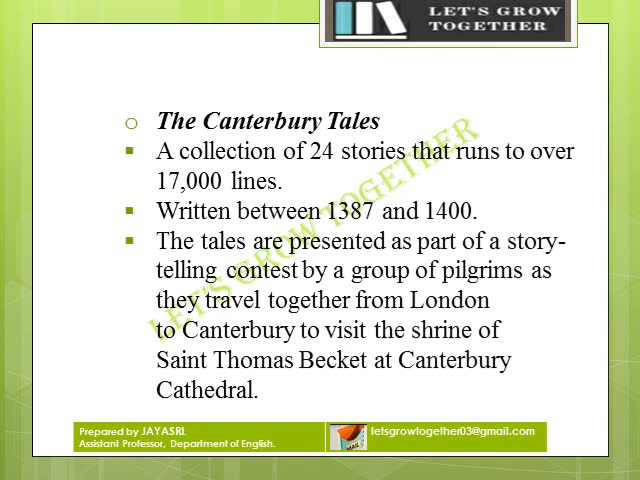 LET'S GROW
TOGETHER
The Canterbury Tales
A collection of 24 stories that runs to over
17,000 lines.
Written between 1387 and 1400.
The tales are presented as part of a story-
telling contest by a group of pilgrims as
they travel together from London
to Canterbury to visit the shrine of
Saint Thomas Becket at Canterbury
Cathedral.
LET'S GROW TOGETHER
Prepared by JAYASRI.
Assistant Professor, Department of English.
letsgrowtogether03@gmail.com